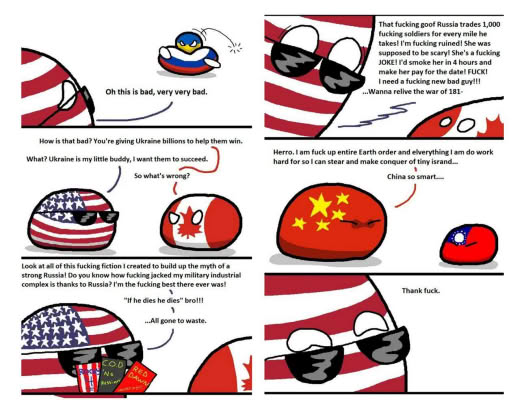 Oh this is bad, very very bad.
How is that bad? You're giving Ukraine billions to help them win.
What? Ukraine is my little buddy, I want them to succeed.
So what's wrong?
Look at all of this fucking fiction I created to build up the myth of a
strong Russia! Do you know how fucking jacked my military industrial
complex is thanks to Russia? I'm the fucking best there ever was!
"If he dies he dies" bro!!!
...All gone to waste.
C.O.D
No
RED
DAWN
That fucking goof Russia trades 1,000
fucking soldiers for every mile he
takes! I'm fucking ruined! She was
supposed to be scary! She's a fucking
JOKE! I'd smoke her in 4 hours and
make her pay for the date! FUCK!
I need a fucking new bad guy!!!
...Wanna relive the war of 181-
Herro. I am fuck up entire Earth order and elverything I am do work
hard for so I can stear and make conquer of tiny isrand...
China so smart....
Thank fuck.